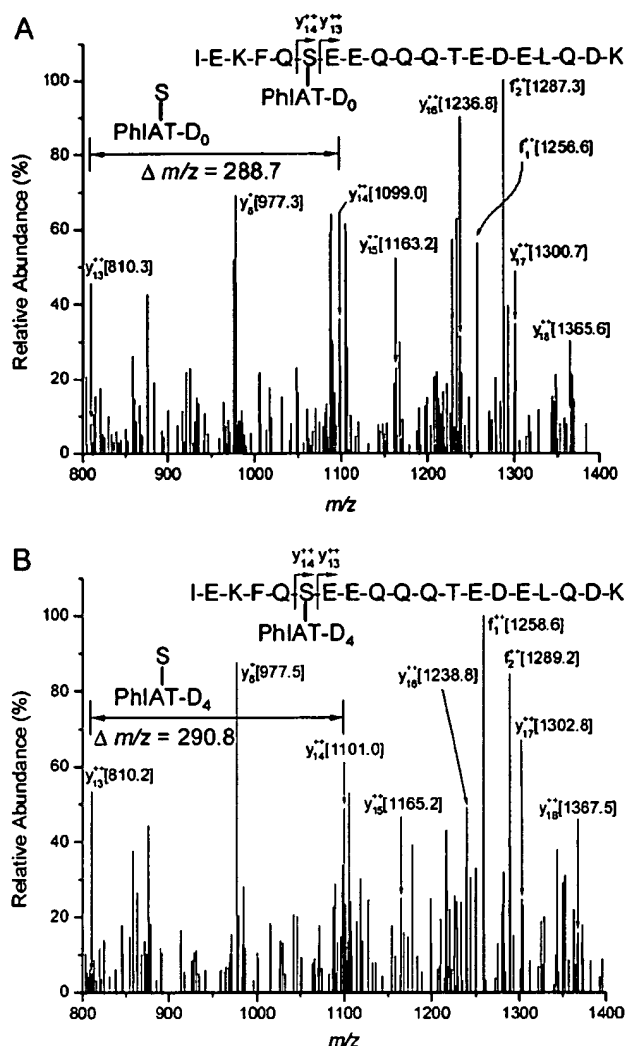 A
y14++ y13++
I-E-K-F-Q-S-E-E-Q-Q-Q-T-E-D-E-L-Q-D-K
PhIAT-D0
S
PhIAT-D0
Δ m/z = 288.7
y13++[810.3]
y8+[977.3]
y14++[1099.0]
y15++[1163.2]
y16++[1236.8]
f2++[1287.3]
f1++[1256.6]
y17++[1300.7]
y18++[1365.6]
Relative Abundance (%)
100
80
60
40
20
0
800 900 1000 1100 1200 1300 1400
m/z
B
y14++ y13++
I-E-K-F-Q-S-E-E-Q-Q-Q-T-E-D-E-L-Q-D-K
PhIAT-D4
S
PhIAT-D4
Δ m/z = 290.8
y13++[810.2]
y8+[977.5]
y14++[1101.0]
y15++[1165.2]
y16++[1238.8]
f1++[1258.6]
f2++[1289.2]
y17++[1302.8]
y18++[1367.5]
Relative Abundance (%)
100
80
60
40
20
0
800 900 1000 1100 1200 1300 1400
m/z